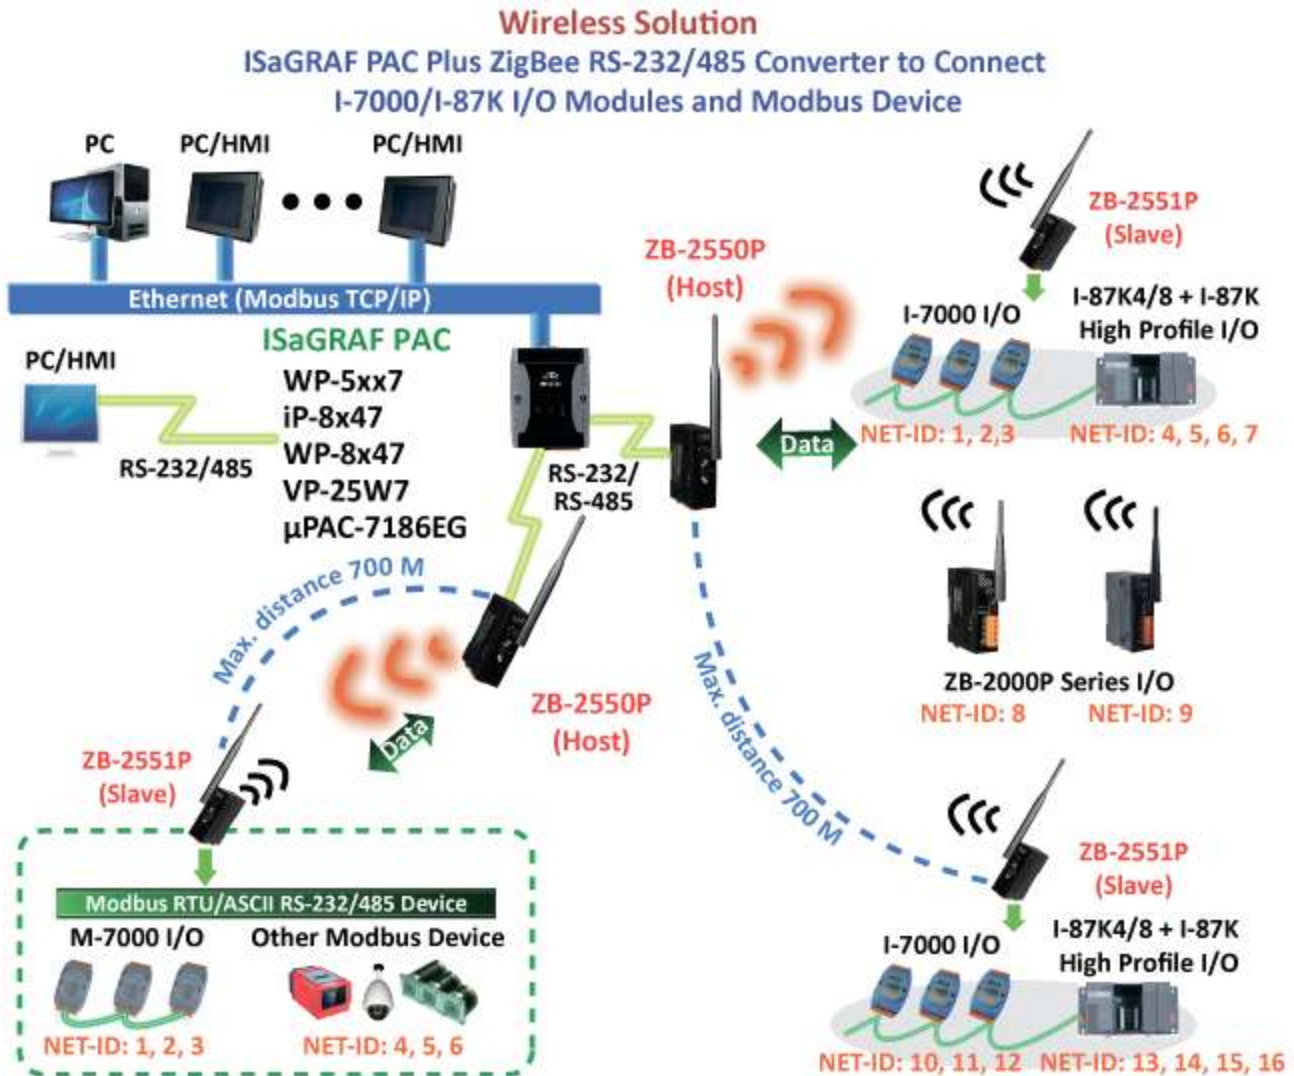 Wireless Solution
ISaGRAF PAC Plus ZigBee RS-232/485 Converter to Connect
I-7000/I-87K I/O Modules and Modbus Device
PC
PC/HMI
PC/HMI
Ethernet (Modbus TCP/IP)
ISaGRAF PAC
WP-5xx7
iP-8x47
WP-8x47
VP-25W7
µPAC-7186EG
PC/HMI
RS-232/485
RS-232/
RS-485
ZB-2550P
(Host)
Data
ZB-2551P
(Slave)
I-7000 I/O
I-87K4/8 + I-87K
High Profile I/O
NET-ID: 1, 2,3
NET-ID: 4, 5, 6, 7
ZB-2000P Series I/O
NET-ID: 8
NET-ID: 9
Max. distance 700 M
ZB-2551P
(Slave)
I-7000 I/O
I-87K4/8 + I-87K
High Profile I/O
NET-ID: 10, 11, 12
NET-ID: 13, 14, 15, 16
Max. distance 700 M
ZB-2550P
(Host)
Data
ZB-2551P
(Slave)
Modbus RTU/ASCII RS-232/485 Device
M-7000 I/O
Other Modbus Device
NET-ID: 1, 2, 3
NET-ID: 4, 5, 6